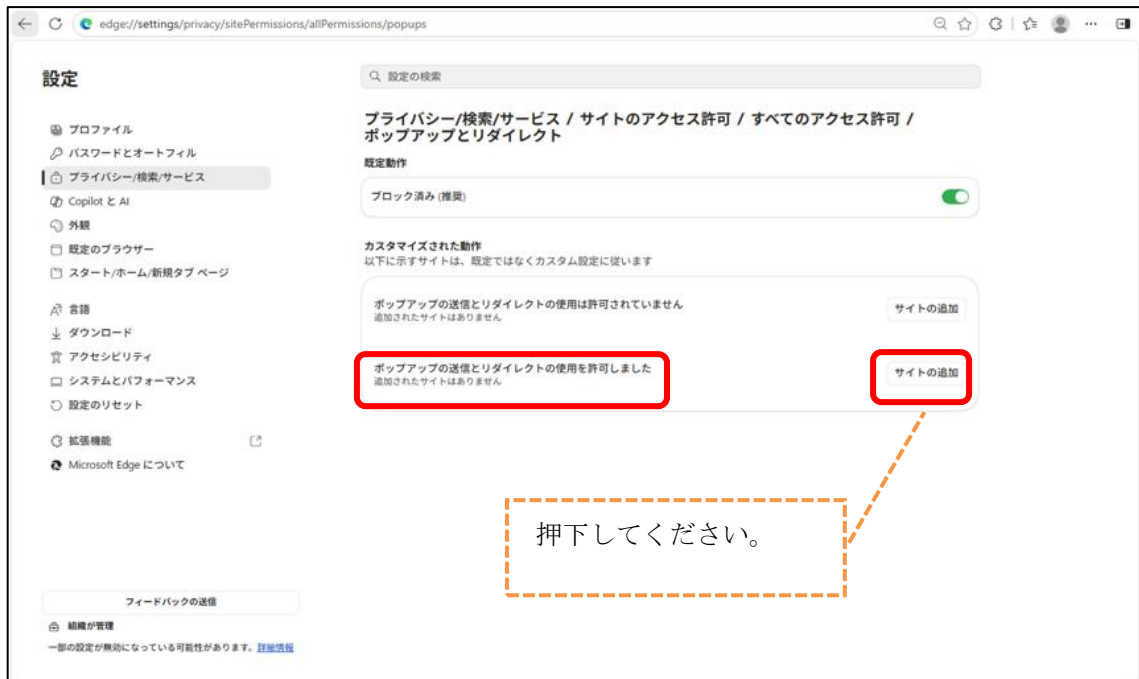 edge://settings/privacy/sitePermissions/allPermissions/popups
設定
設定の検索
プロファイル
パスワードとオートフィル
プライバシー/検索/サービス
Copilot と AI
外観
既定のブラウザー
スタート/ホーム/新規タブ ページ
言語
ダウンロード
アクセシビリティ
システムとパフォーマンス
設定のリセット
拡張機能
Microsoft Edge について
フィードバックの送信
組織が管理
一部の設定が無効になっている可能性があります。詳細情報
プライバシー/検索/サービス / サイトのアクセス許可 / すべてのアクセス許可 /
ポップアップとリダイレクト
既定動作
ブロック済み (推奨)
カスタマイズされた動作
以下に示すサイトは、既定ではなくカスタム設定に従います
ポップアップの送信とリダイレクトの使用は許可されていません
追加されたサイトはありません
サイトの追加
ポップアップの送信とリダイレクトの使用を許可しました
追加されたサイトはありません
サイトの追加
押下してください。